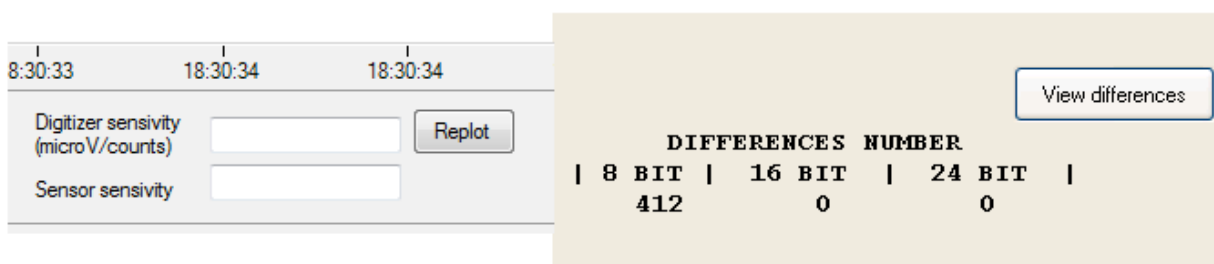 8:30:33 18:30:34 18:30:34
Digitizer sensivity
(microV/counts)
Replot
Sensor sensivity
View differences
DIFFERENCES NUMBER
| 8 BIT | 16 BIT | 24 BIT |
412 0 0